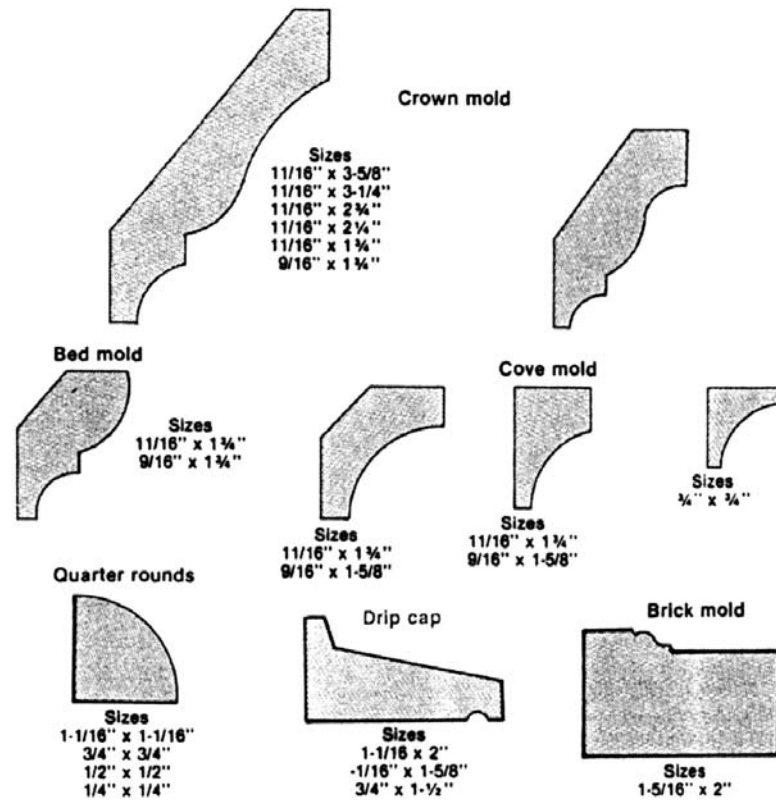 Crown mold
Sizes
11/16" x 3-5/8"
11/16" x 3-1/4"
11/16" x 2¾"
11/16" x 2¼"
11/16" x 1¾"
9/16" x 1¾"
Bed mold
Sizes
11/16" x 1¾"
9/16" x 1¾"
Cove mold
Sizes
11/16" x 1¾"
9/16" x 1-5/8"
Sizes
11/16" x 1¾"
9/16" x 1-5/8"
Sizes
¾" x ¾"
Quarter rounds
Sizes
1-1/16" x 1-1/16"
3/4" x 3/4"
1/2" x 1/2"
1/4" x 1/4"
Drip cap
Sizes
1-1/16 x 2"
-1/16" x 1-5/8"
3/4" x 1-½"
Brick mold
Sizes
1-5/16" x 2"